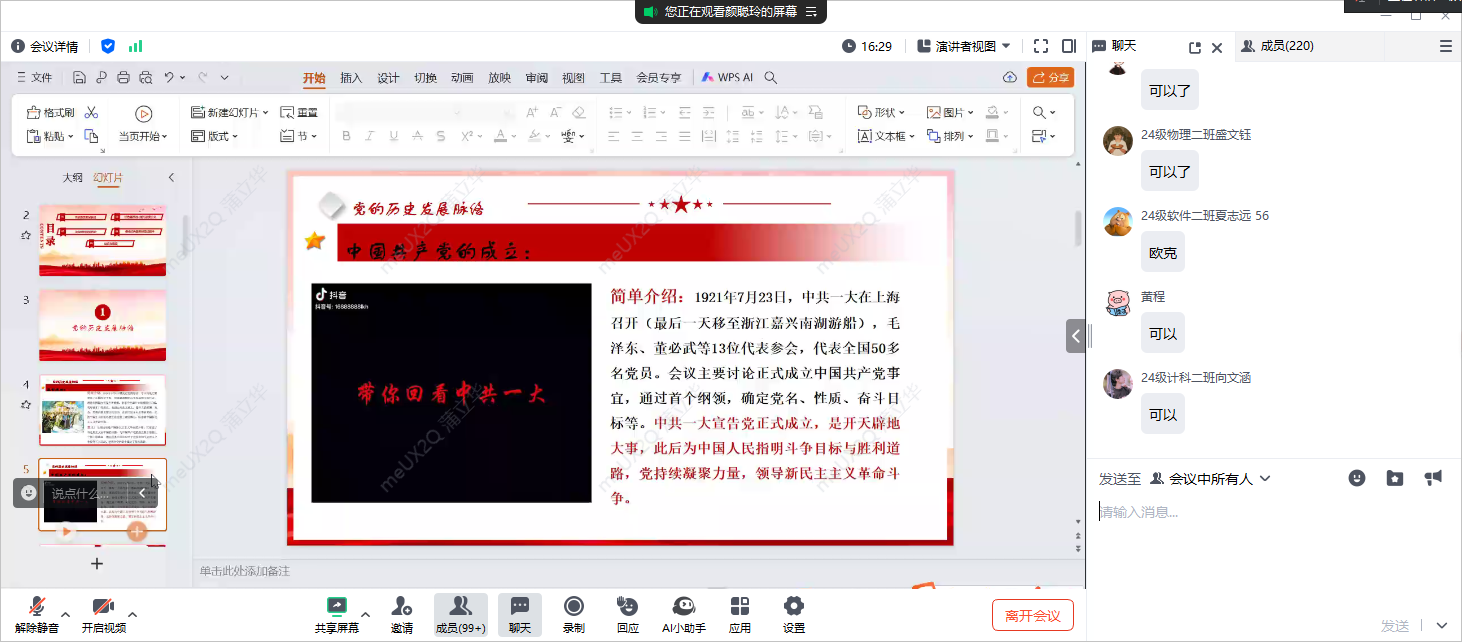 您正在观看颜聪玲的屏幕
会议详情
16:29
演讲者视图
聊天
成员(220)
文件
开始 插入 设计 切换 动画 放映 审阅 视图 工具 会员专享 WPS AI
分享
格式刷
粘贴
当页开始
新建幻灯片
重置
版式
节
形状
图片
文本框
排列
大纲 幻灯片
2
目录
3
1
党的历史发展脉络
4
5
说点什么...
党的历史发展脉络
中国共产党的成立：
抖音
抖音号: 16888888lkh
带你回看中共一大
简单介绍：1921年7月23日，中共一大在上海
召开（最后一天移至浙江嘉兴南湖游船），毛
泽东、董必武等13位代表参会，代表全国50多
名党员。会议主要讨论正式成立中国共产党事
宜，通过首个纲领，确定党名、性质、奋斗目
标等。中共一大宣告党正式成立，是开天辟地
大事，此后为中国人民指明斗争目标与胜利道
路，党持续凝聚力量，领导新民主主义革命斗
争。
meUX2Q 蒲立华
单击此处添加备注
可以了
24级物理二班盛文钰
可以了
24级软件二班夏志远 56
欧克
黄程
可以
24级计科二班向文涵
可以
发送至 会议中所有人
请输入消息...
发送
解除静音
开启视频
共享屏幕
邀请
成员(99+)
聊天
录制
回应
AI小助手
应用
设置
离开会议